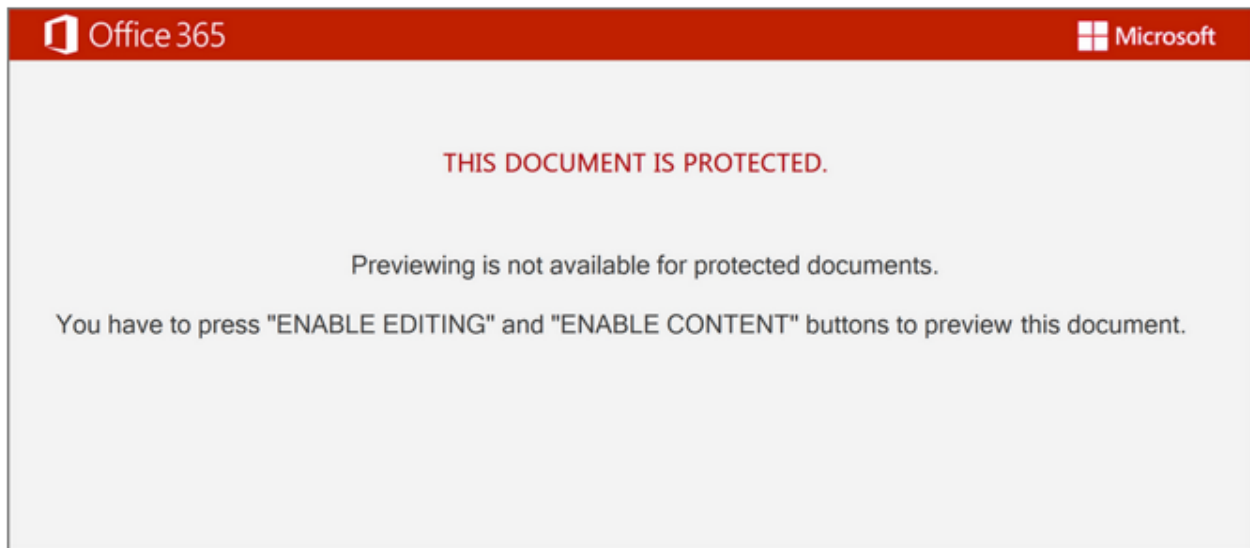 Office 365
Microsoft
THIS DOCUMENT IS PROTECTED.
Previewing is not available for protected documents.
You have to press "ENABLE EDITING" and "ENABLE CONTENT" buttons to preview this document.